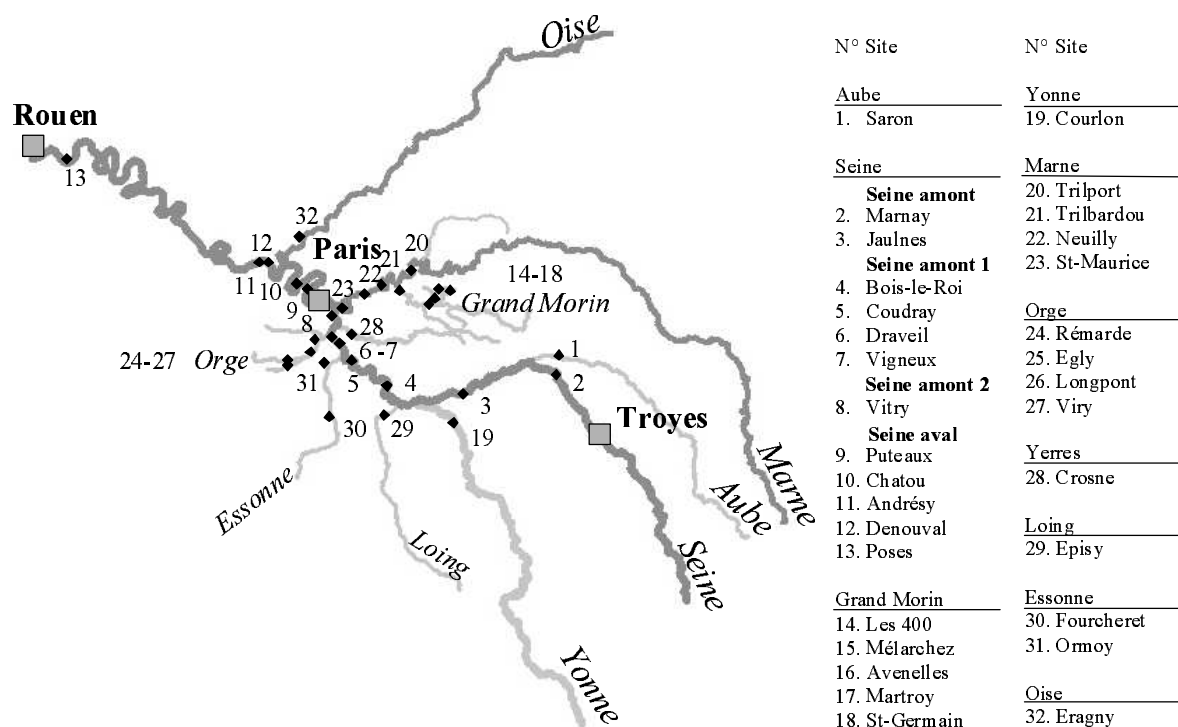 Oise
Rouen
13
32
Paris
12
20
21
11
10
22
23
14-18
Grand Morin
9
8
28
24-27
Orge
6 -7
1
31
5
4
2
3
30
29
19
Troyes
Essonne
Loing
Marne
Aube
Seine
Yonne
N° Site
Aube
1. Saron
Seine
Seine amont
2. Marnay
3. Jaulnes
Seine amont 1
4. Bois-le-Roi
5. Coudray
6. Draveil
7. Vigneux
Seine amont 2
8. Vitry
Seine aval
9. Puteaux
10. Chatou
11. Andrésy
12. Denouval
13. Poses
Grand Morin
14. Les 400
15. Mélarchez
16. Avenelles
17. Martroy
18. St-Germain
N° Site
Yonne
19. Courlon
Marne
20. Trilport
21. Trilbardou
22. Neuilly
23. St-Maurice
Orge
24. Rémarde
25. Egly
26. Longpont
27. Viry
Yerres
28. Crosne
Loing
29. Episy
Essonne
30. Fourcheret
31. Ormoy
Oise
32. Eragny